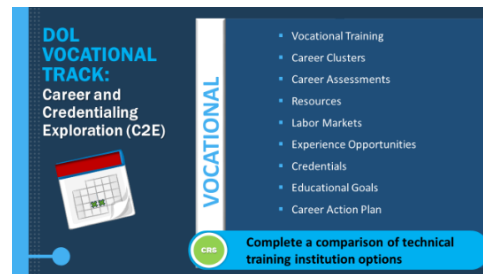 DOL
VOCATIONAL
TRACK:
Career and
Credentialing
Exploration (C2E)
VOCATIONAL
Vocational Training
Career Clusters
Career Assessments
Resources
Labor Markets
Experience Opportunities
Credentials
Educational Goals
Career Action Plan
CRS
Complete a comparison of technical
training institution options